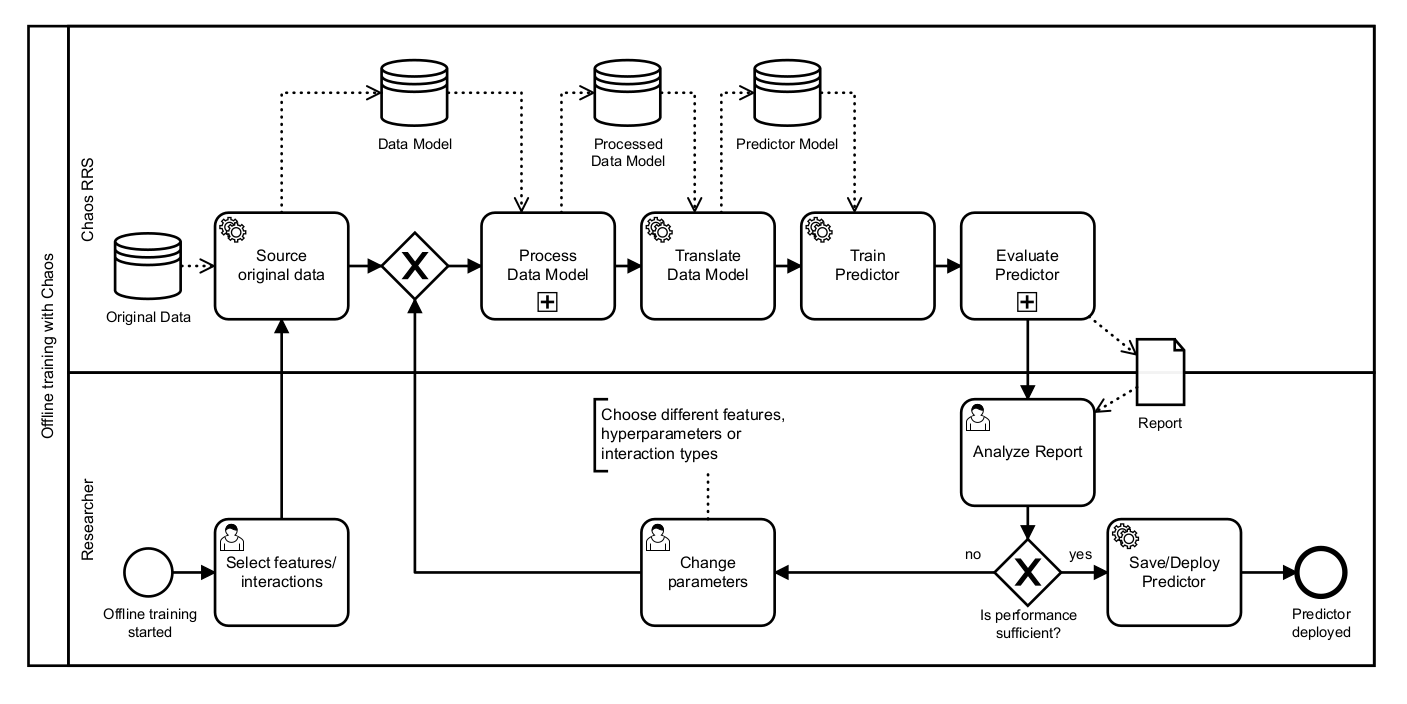 Offline training with Chaos
Chaos RRS
Data Model
Processed
Data Model
Predictor Model
Original Data
Source
original data
X
Process
Data Model
Translate
Data Model
Train
Predictor
Evaluate
Predictor
Report
Researcher
Choose different features,
hyperparameters or
interaction types
Analyze Report
Offline training
started
Select features/
interactions
Change
parameters
no
X
yes
Is performance
sufficient?
Save/Deploy
Predictor
Predictor
deployed